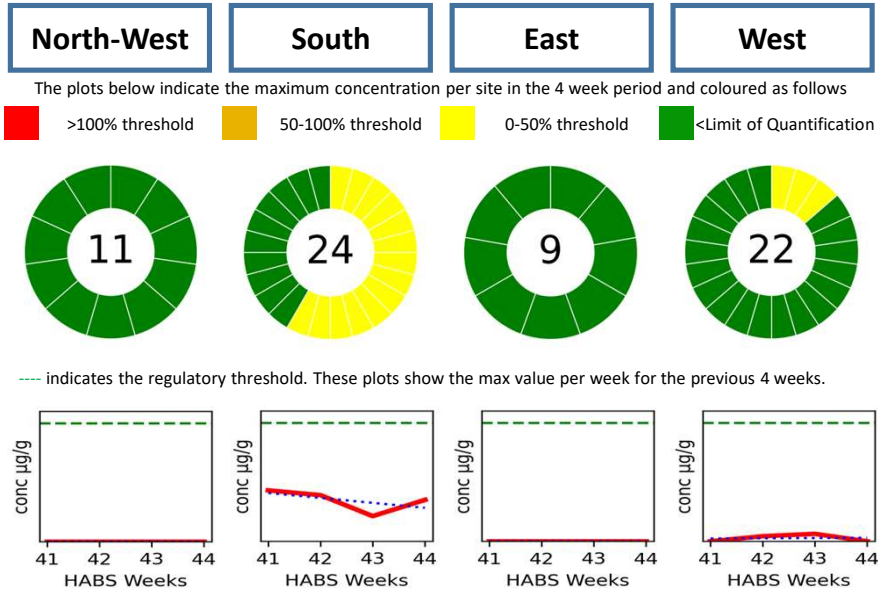 North-West South East West
The plots below indicate the maximum concentration per site in the 4 week period and coloured as follows
>100% threshold 50-100% threshold 0-50% threshold <Limit of Quantification
11 24 9 22
---- indicates the regulatory threshold. These plots show the max value per week for the previous 4 weeks.
conc µg/g conc µg/g conc µg/g conc µg/g
41 42 43 44 41 42 43 44 41 42 43 44 41 42 43 44
HABS Weeks HABS Weeks HABS Weeks HABS Weeks